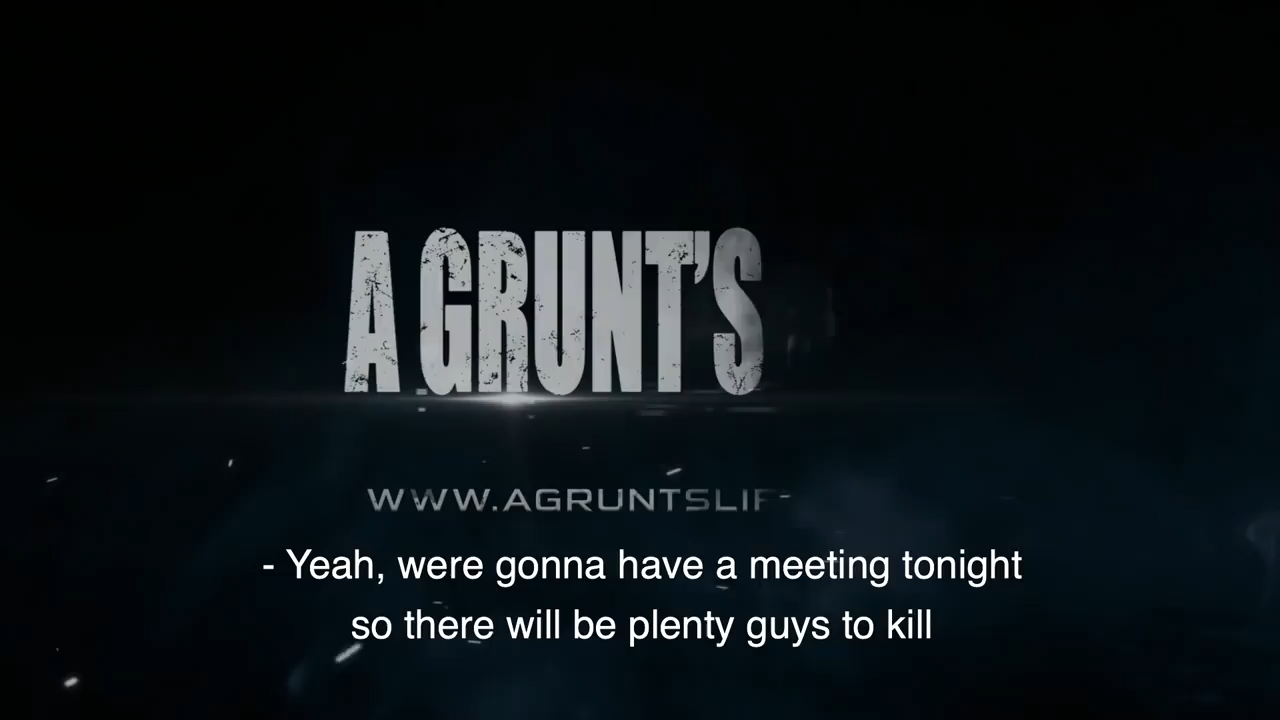 A GRUNT'S
WWW.AGRUNTSLIF
- Yeah, were gonna have a meeting tonight
so there will be plenty guys to kill